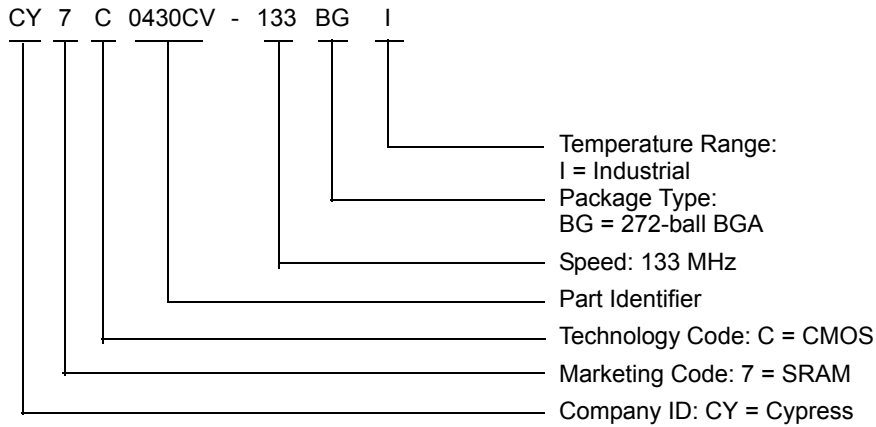 CY 7 C 0430CV - 133 BG I
Temperature Range:
I = Industrial
Package Type:
BG = 272-ball BGA
Speed: 133 MHz
Part Identifier
Technology Code: C = CMOS
Marketing Code: 7 = SRAM
Company ID: CY = Cypress